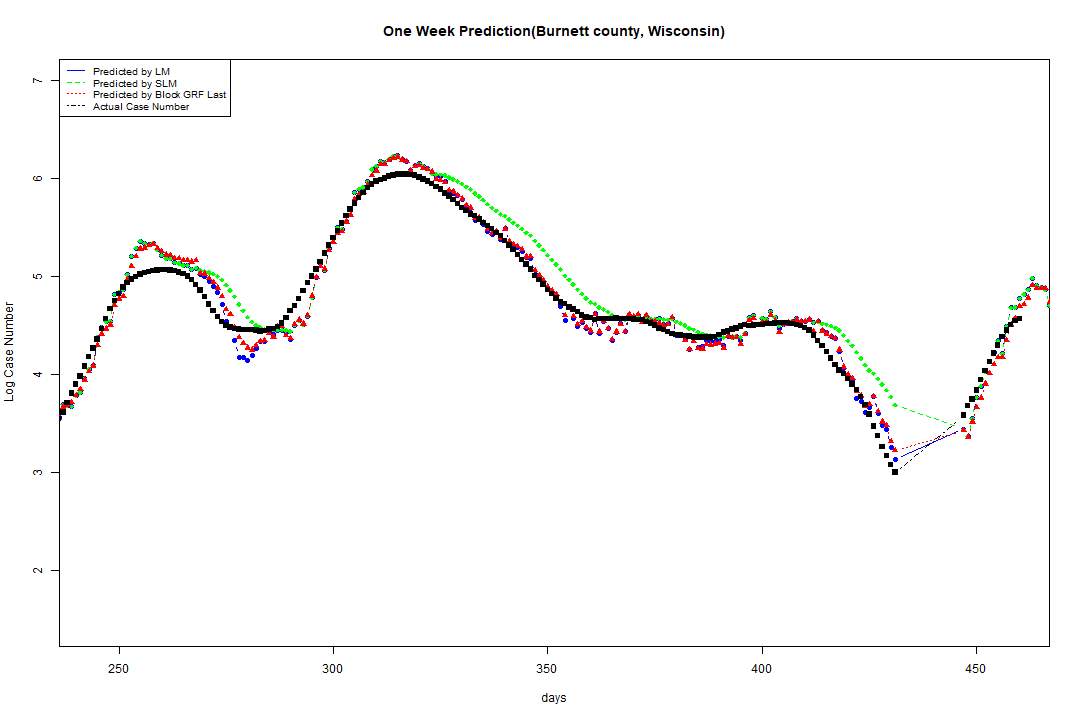 One Week Prediction(Burnett county, Wisconsin)
Predicted by LM
Predicted by SLM
Predicted by Block GRF Last
Actual Case Number
7
6
5
4
3
2
Log Case Number
250 300 350 400 450
days